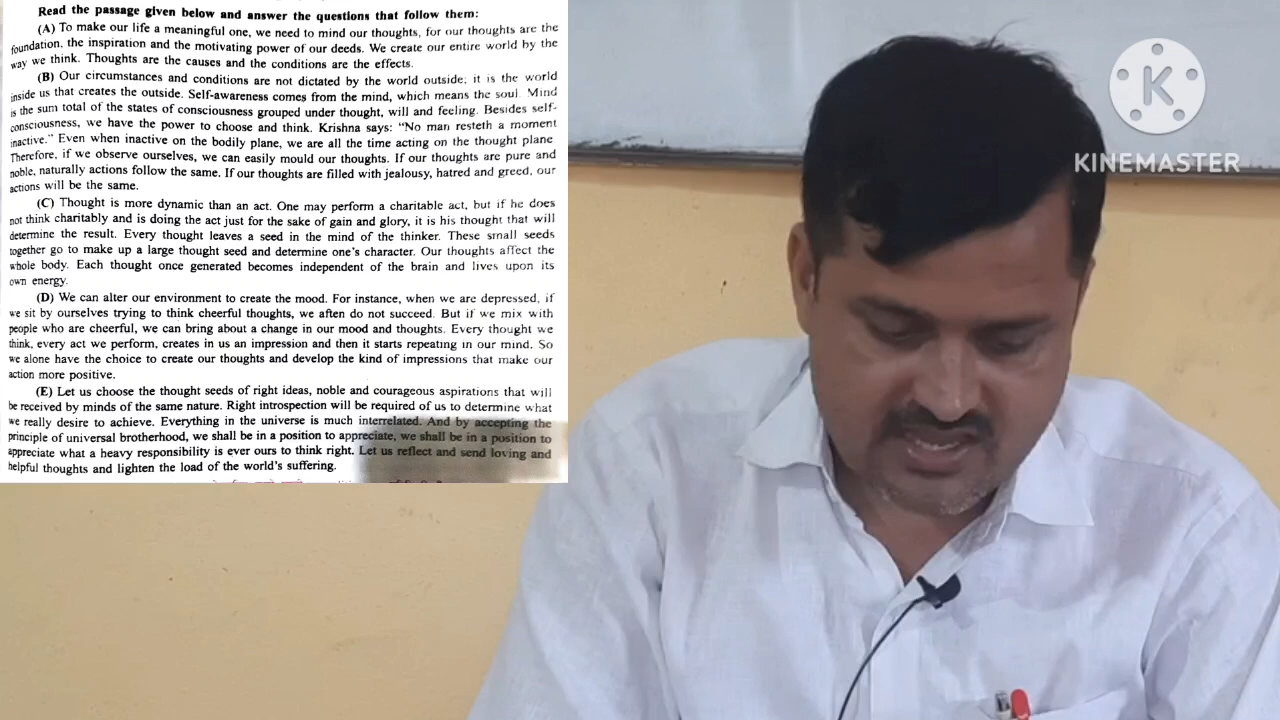 Read the passage given below and answer the questions that follow them:
(A) To make our life a meaningful one, we need to mind our thoughts, for our thoughts are the
foundation, the inspiration and the motivating power of our deeds. We create our entire world by the
way we think. Thoughts are the causes and the conditions are the effects.
(B) Our circumstances and conditions are not dictated by the world outside; it is the world
inside us that creates the outside. Self-awareness comes from the mind, which means the soul. Mind
is the sum total of the states of consciousness grouped under thought, will and feeling. Besides self-
consciousness, we have the power to choose and think. Krishna says: “No man resteth a moment
inactive.” Even when inactive on the bodily plane, we are all the time acting on the thought plane
Therefore, if we observe ourselves, we can easily mould our thoughts. If our thoughts are pure and
noble, naturally actions follow the same. If our thoughts are filled with jealousy, hatred and greed, our
actions will be the same.
(C) Thought is more dynamic than an act. One may perform a charitable act, but if he does
not think charitably and is doing the act just for the sake of gain and glory, it is his thought that will
determine the result. Every thought leaves a seed in the mind of the thinker. These small seeds
together go to make up a large thought seed and determine one's character. Our thoughts affect the
whole body. Each thought once generated becomes independent of the brain and lives upon its
own energy.
(D) We can alter our environment to create the mood. For instance, when we are depressed, if
we sit by ourselves trying to think cheerful thoughts, we aften do not succeed. But if we mix with
people who are cheerful, we can bring about a change in our mood and thoughts. Every thought we
think, every act we perform, creates in us an impression and then it starts repeating in our mind. So
we alone have the choice to create our thoughts and develop the kind of impressions that make our
action more positive.
(E) Let us choose the thought seeds of right ideas, noble and courageous aspirations that will
be received by minds of the same nature. Right introspection will be required of us to determine what
we really desire to achieve. Everything in the universe is much interrelated. And by accepting the
principle of universal brotherhood, we shall be in a position to appreciate, we shall be in a position to
appreciate what a heavy responsibility is ever ours to think right. Let us reflect and send loving and
helpful thoughts and lighten the load of the world's suffering.
K
KINEMASTER